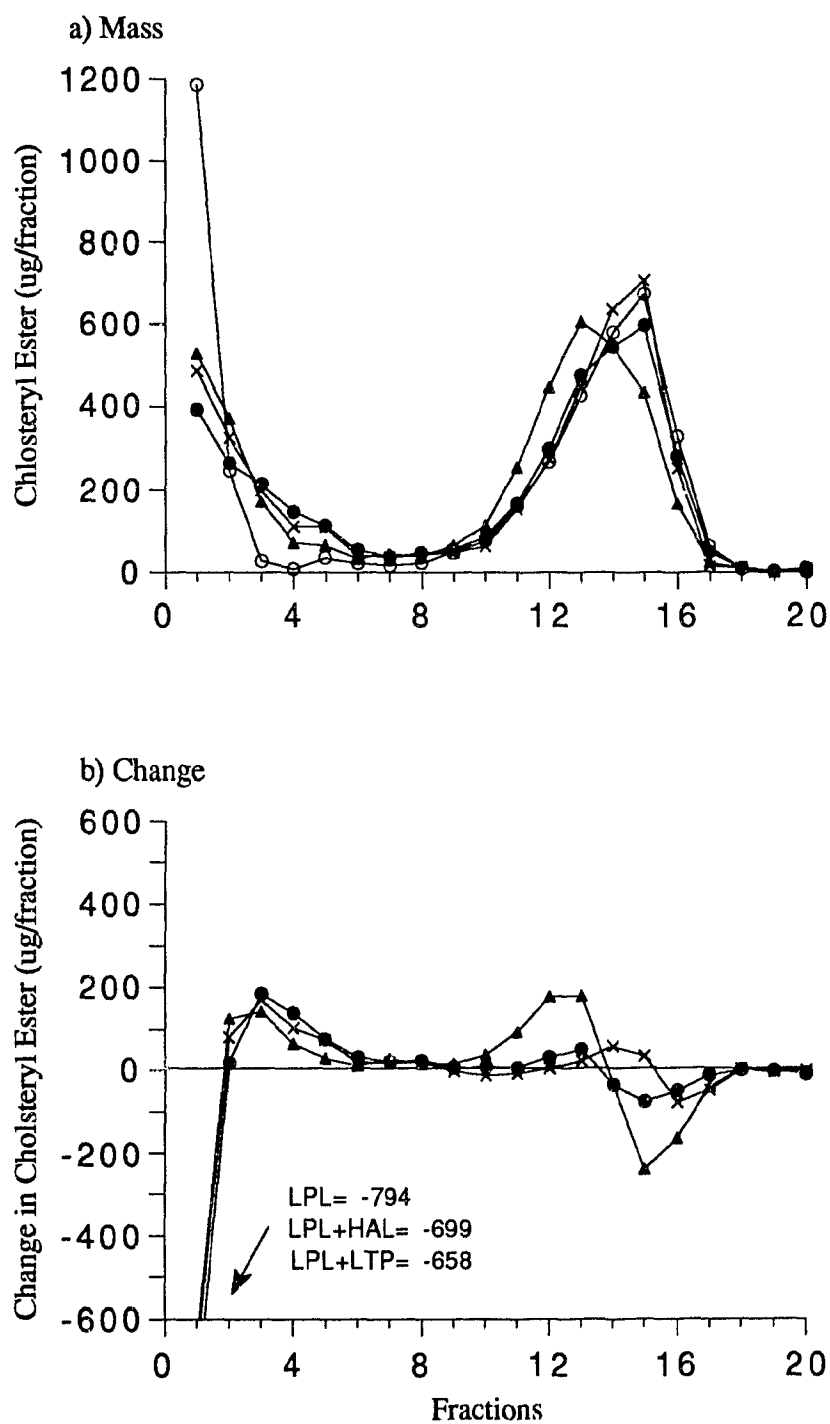 a) Mass
1200
1000
800
600
400
200
0
Chlosteryl Ester (ug/fraction)
0 4 8 12 16 20
b) Change
600
400
200
0
-200
-400
-600
Change in Cholsteryl Ester (ug/fraction)
LPL= -794
LPL+HAL= -699
LPL+LTP= -658
0 4 8 12 16 20
Fractions